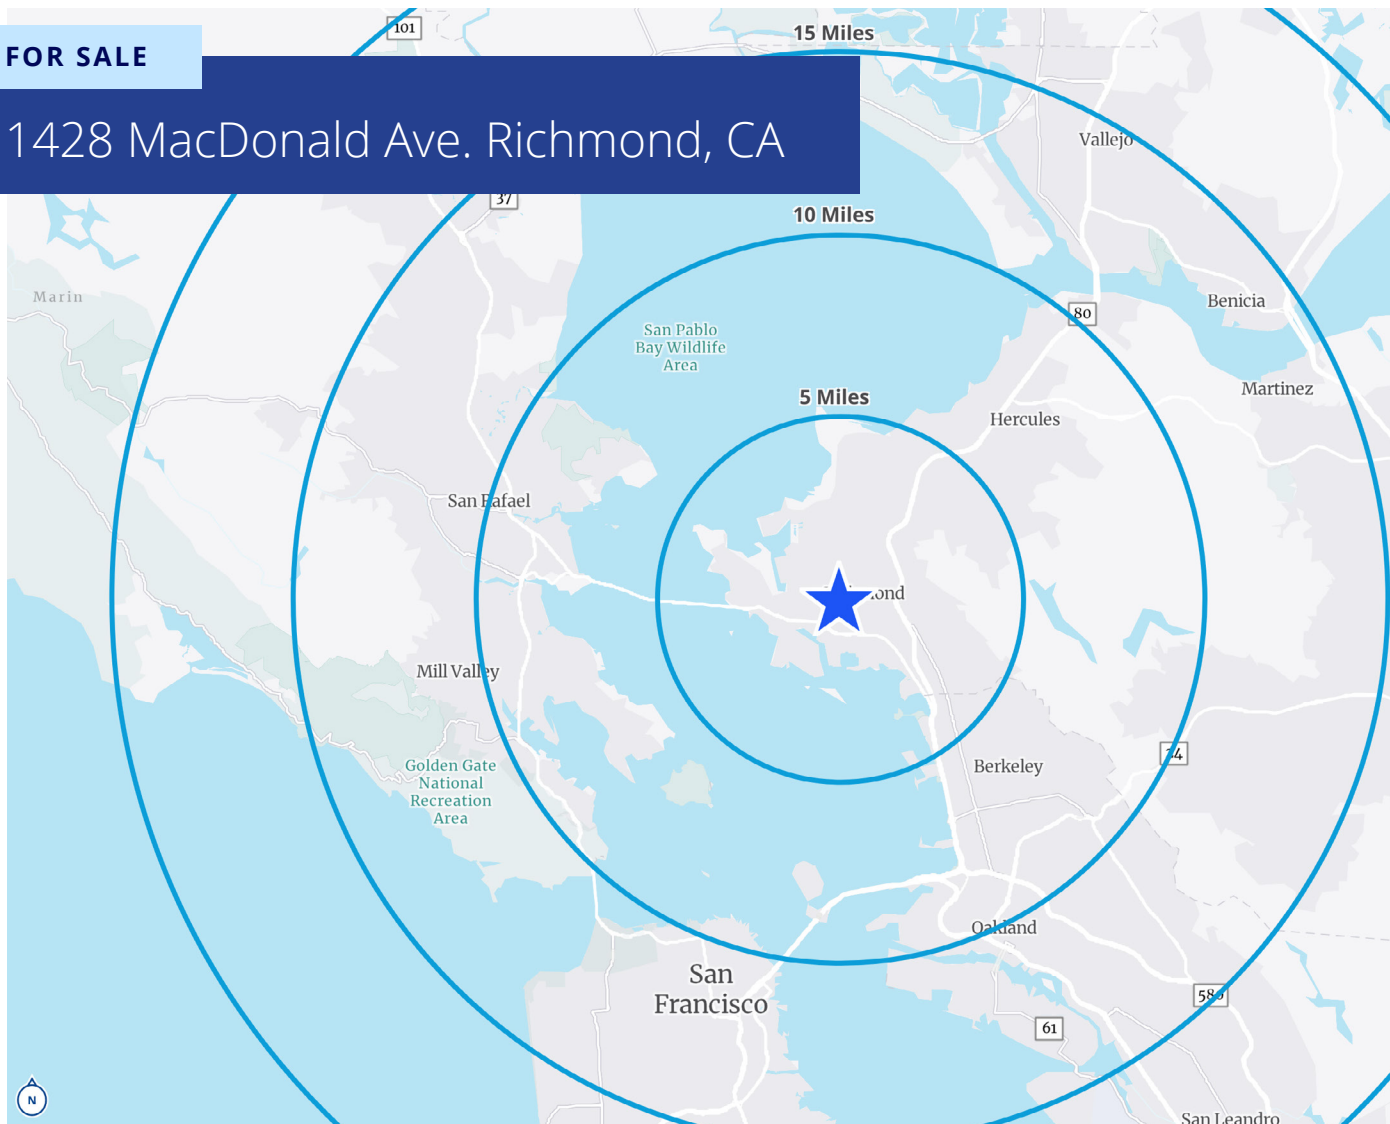 101
15 Miles
FOR SALE
1428 MacDonald Ave. Richmond, CA
Vallejo
37
10 Miles
Marin
Benicia
80
San Pablo
Bay Wildlife
Area
Martinez
5 Miles
Hercules
San Rafael
Mill Valley
Golden Gate
National
Recreation
Area
Berkeley
Oakland
San
Francisco
580
61
N
San Leandro